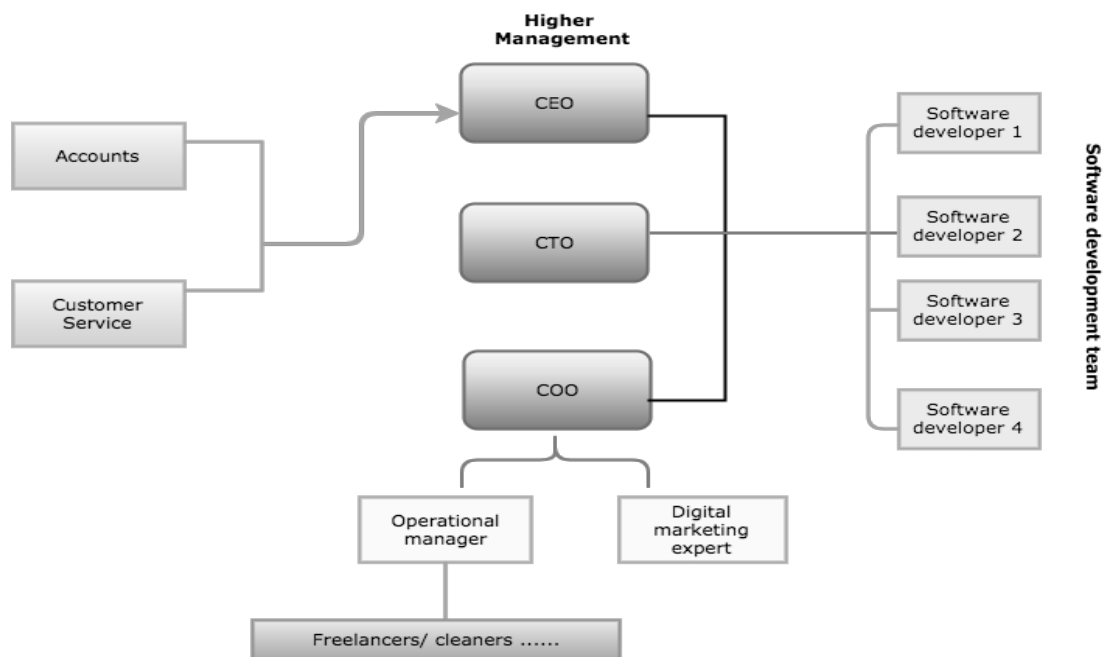 Higher
Management
CEO
Accounts
Customer
Service
CTO
COO
Software
developer 1
Software
developer 2
Software
developer 3
Software
developer 4
Software development team
Operational
manager
Digital
marketing
expert
Freelancers/ cleaners ......